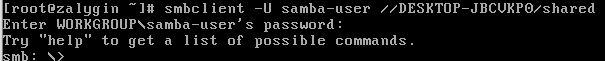 [root@zalygin ~]# smbclient -U samba-user //DESKTOP-JBCVKP0/shared
Enter WORKGROUP\samba-user's password:
Try "help" to get a list of possible commands.
smb: \>